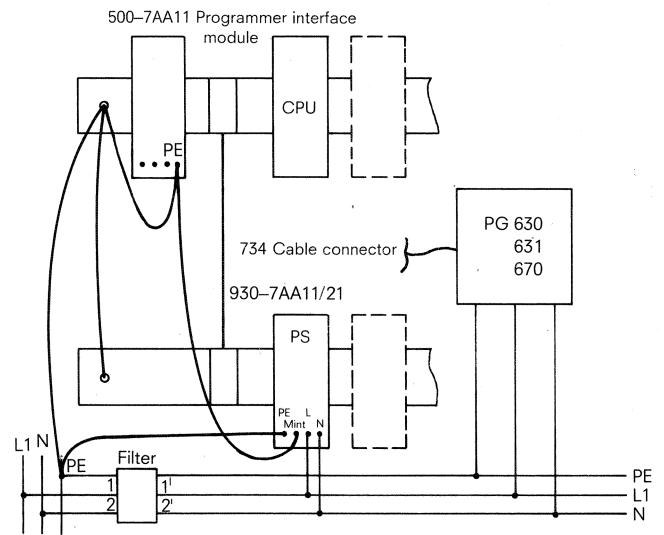 500–7AA11 Programmer interface
module
CPU
PE
PG 630
631
670
734 Cable connector
930–7AA11/21
PS
PE L
Mint N
L1 N
PE
Filter
1 1'
2 2'
PE
L1
N